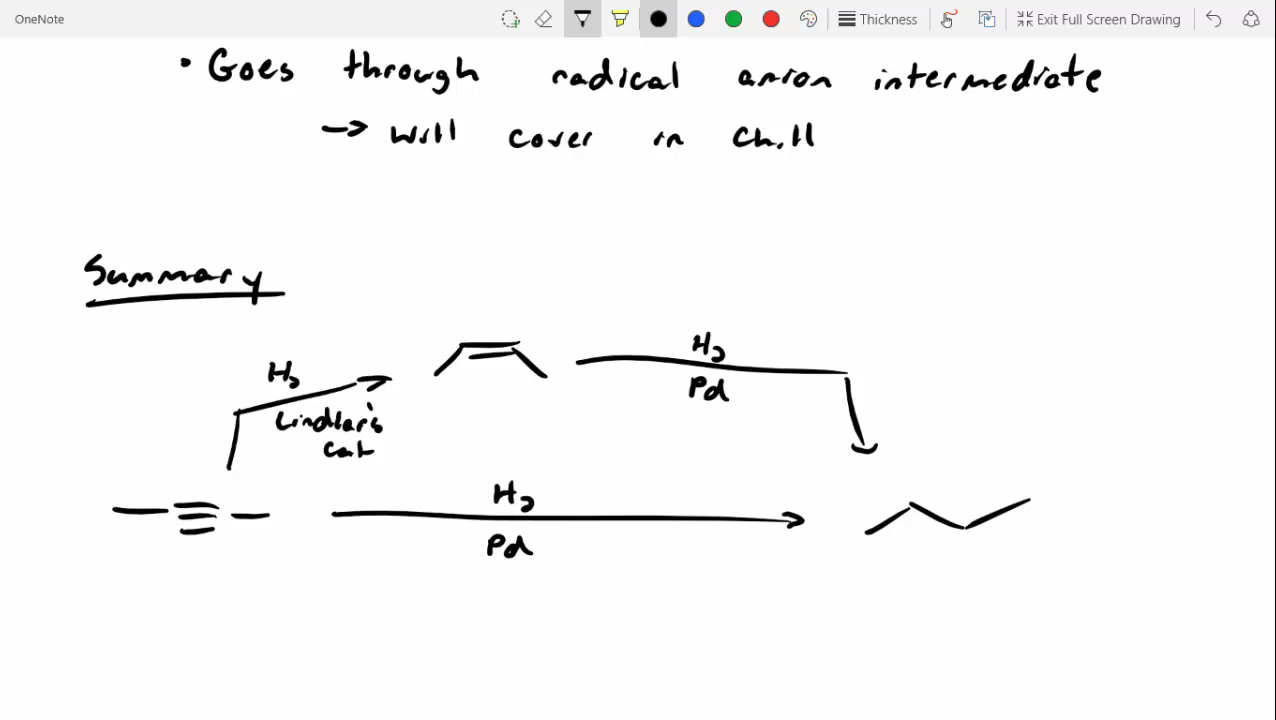 OneNote
Thickness
Exit Full Screen Drawing
• Goes through radical anion intermediate
→ Will cover in Ch. 11
Summary
H2
Lindlar's
Cat
H2
Pd
H2
Pd